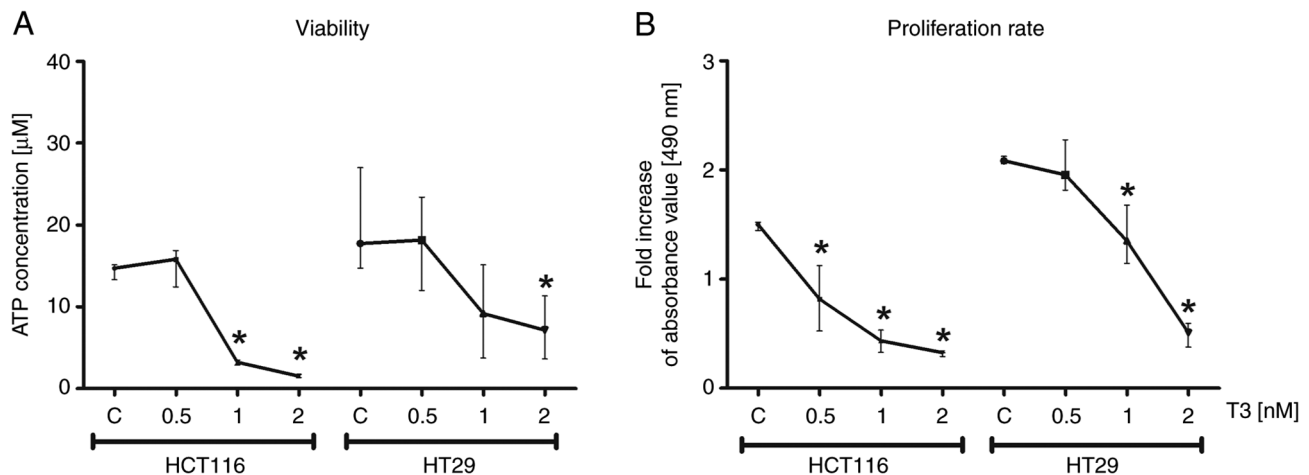 A
Viability
ATP concentration [µM]
40
30
20
10
0
*
*
*
C 0.5 1 2 C 0.5 1 2
HCT116 HT29
B
Proliferation rate
Fold increase
of absorbance value [490 nm]
3
2
1
0
*
*
*
*
*
C 0.5 1 2 C 0.5 1 2 T3 [nM]
HCT116 HT29